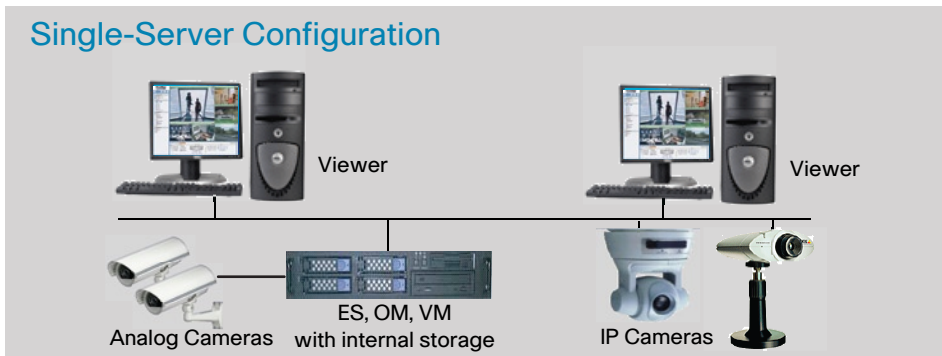 Single-Server Configuration
Viewer
Viewer
Analog Cameras
ES, OM, VM
with internal storage
IP Cameras